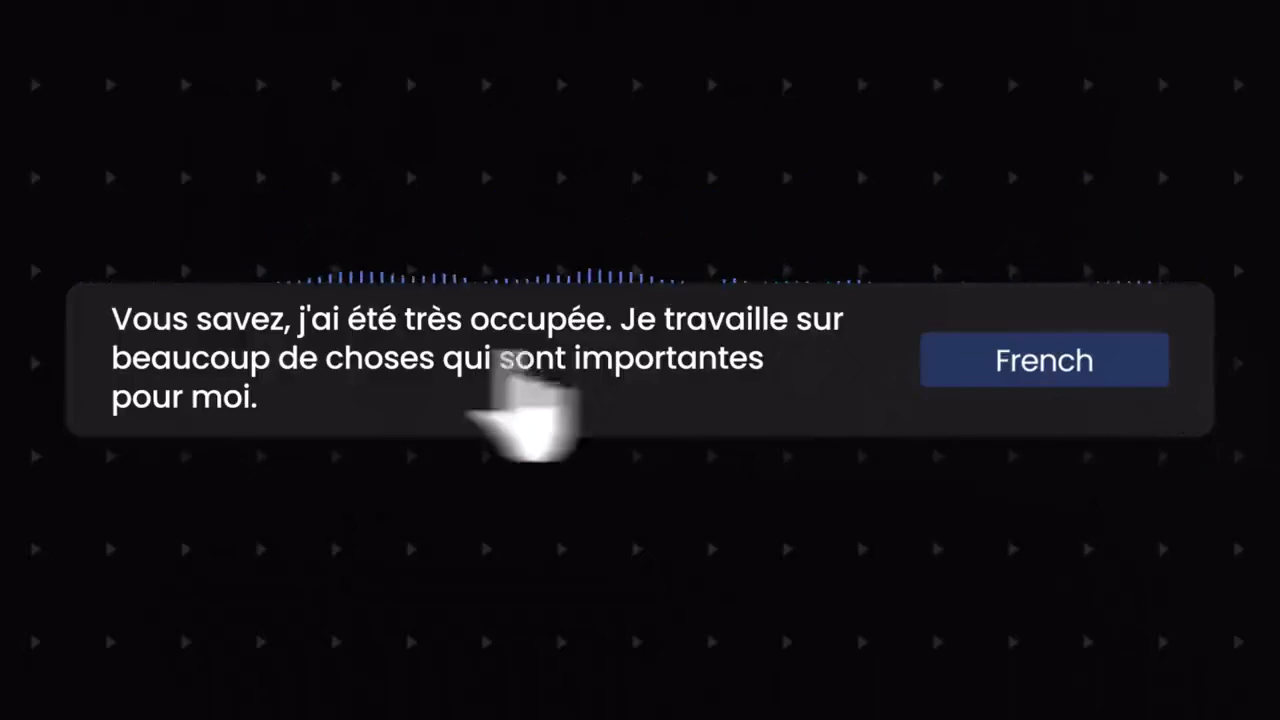 Vous savez, j'ai été très occupée. Je travaille sur
beaucoup de choses qui sont importantes
pour moi.
French